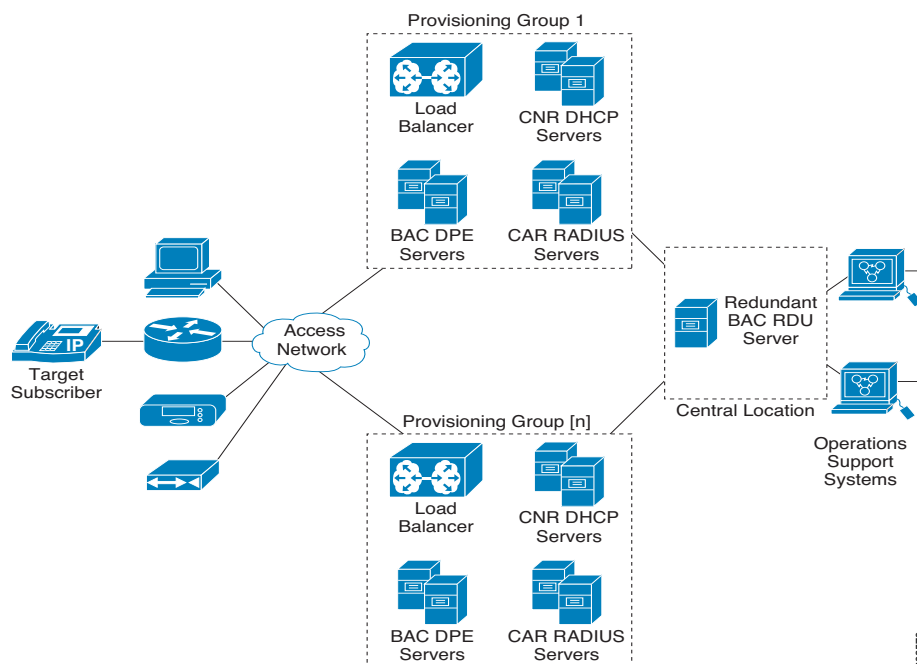 Provisioning Group 1
Load
Balancer
CNR DHCP
Servers
BAC DPE
Servers
CAR RADIUS
Servers
IP
Target
Subscriber
Access
Network
Redundant
BAC RDU
Server
Central Location
Operations
Support
Systems
Provisioning Group [n]
Load
Balancer
CNR DHCP
Servers
BAC DPE
Servers
CAR RADIUS
Servers